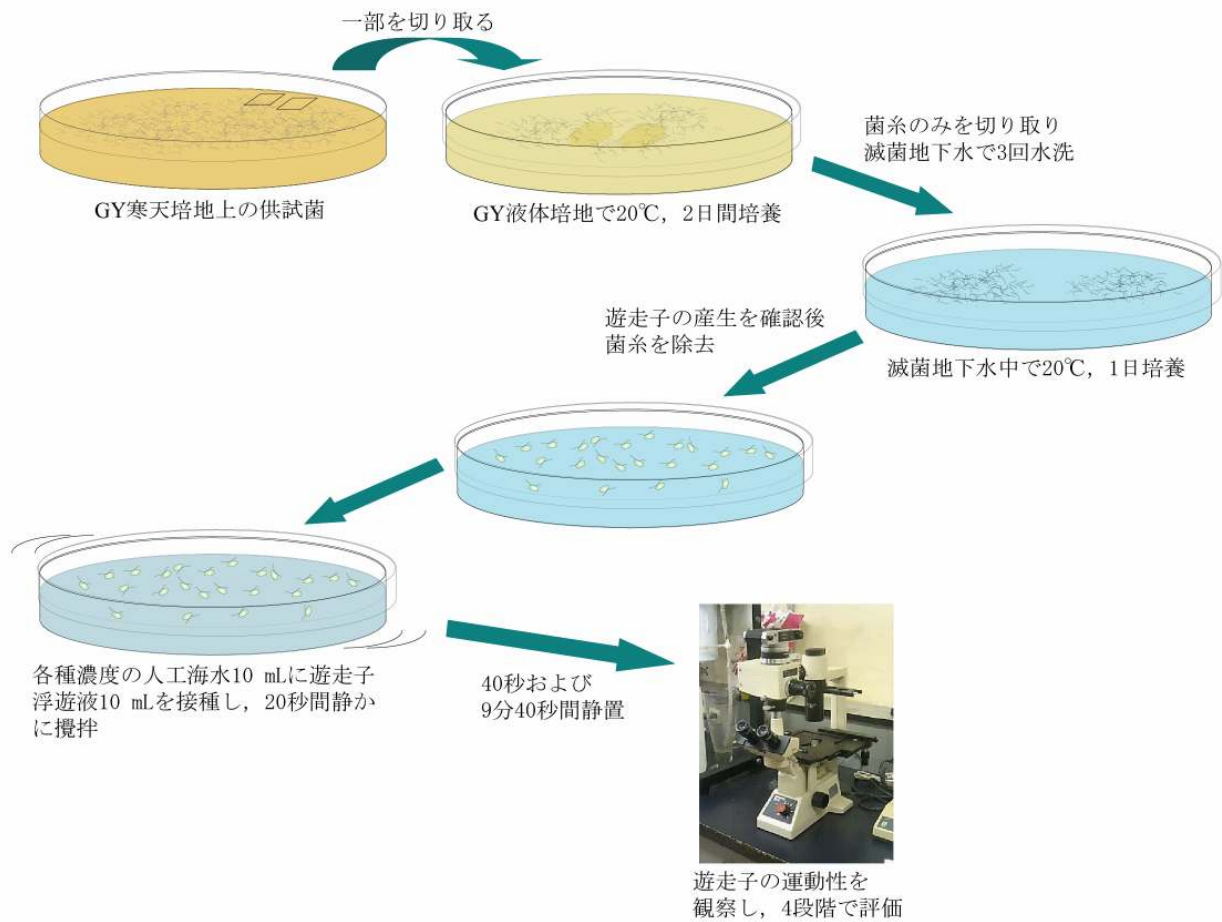 一部を切り取る
GY寒天培地上の供試菌
GY液体培地で20℃, 2日間培養
菌糸のみを切り取り
滅菌地下水で3回水洗
滅菌地下水中で20℃, 1日培養
遊走子の産生を確認後
菌糸を除去
各種濃度の人工海水10 mLに遊走子
浮遊液10 mLを接種し, 20秒間静か
に攪拌
40秒および
9分40秒間静置
遊走子の運動性を
観察し, 4段階で評価